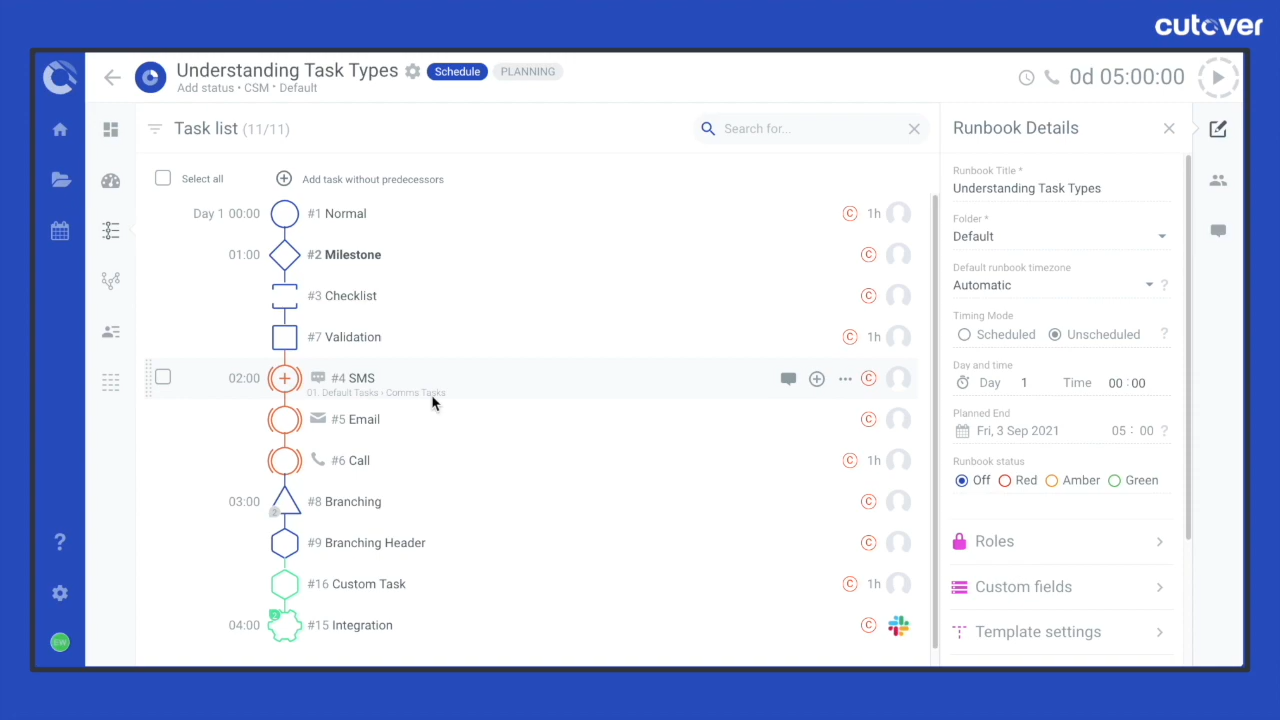 cutover
Understanding Task Types Schedule PLANNING
Add status • CSM • Default
0d 05:00:00
Task list (11/11)
Search for...
Select all
Add task without predecessors
Day 1 00:00 #1 Normal C 1h
01:00 #2 Milestone C
#3 Checklist C
#7 Validation C 1h
02:00 #4 SMS C
01. Default Tasks › Comms Tasks
#5 Email C
#6 Call C 1h
03:00 2 #8 Branching C
#9 Branching Header C
#16 Custom Task C 1h
04:00 2 #15 Integration C
Runbook Details
Runbook Title *
Understanding Task Types
Folder *
Default
Default runbook timezone
Automatic ?
Timing Mode
Scheduled Unscheduled ?
Day and time
Day 1 Time 00:00
Planned End
Fri, 3 Sep 2021 05 : 00 ?
Runbook status
Off Red Amber Green
Roles
Custom fields
Template settings
?
EW